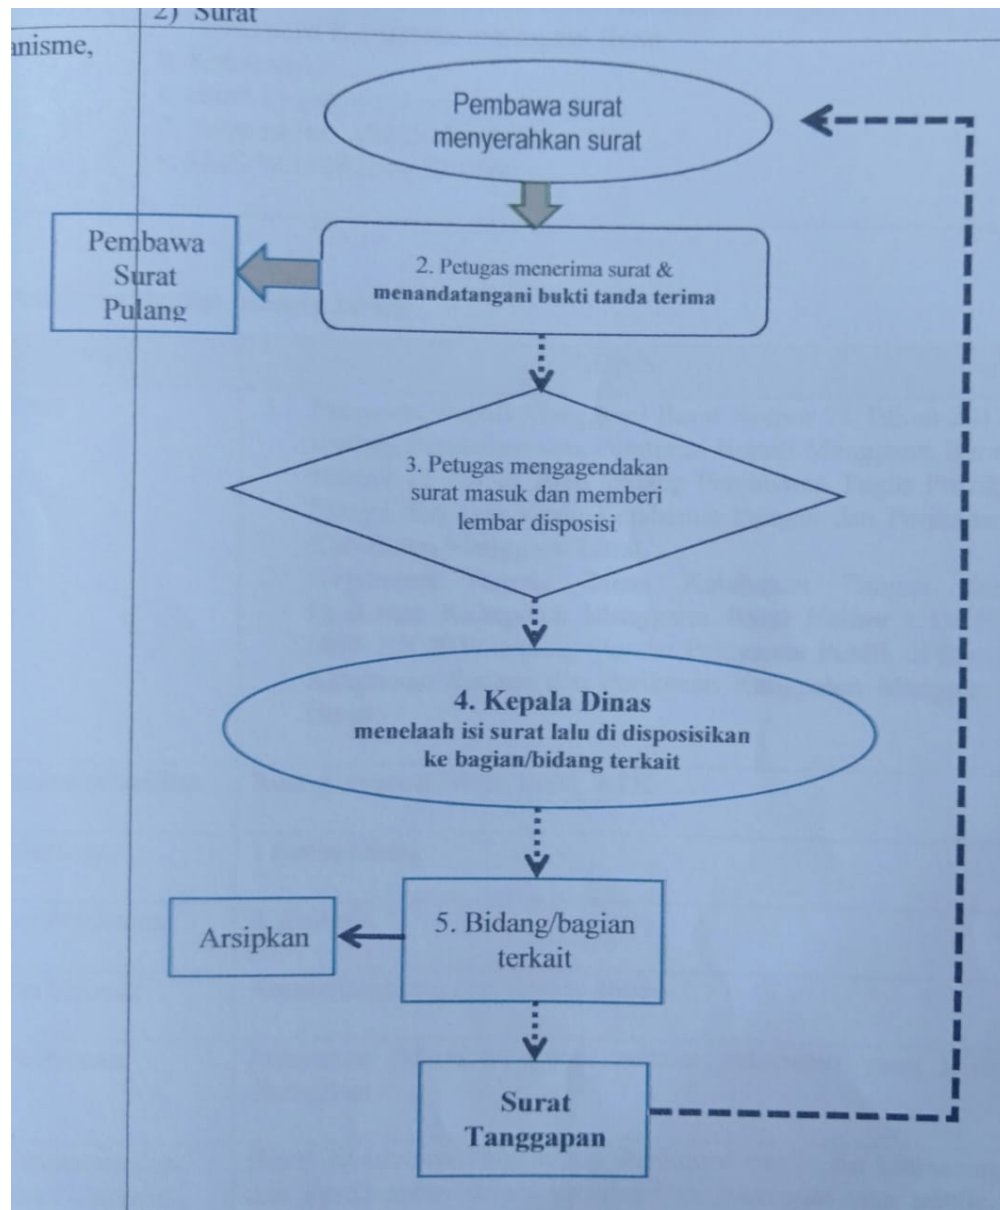 2) Surat
anisme,
Pembawa surat
menyerahkan surat
Pembawa
Surat
Pulang
2. Petugas menerima surat &
menandatangani bukti tanda terima
3. Petugas mengagendakan
surat masuk dan memberi
lembar disposisi
4. Kepala Dinas
menelaah isi surat lalu di disposisikan
ke bagian/bidang terkait
5. Bidang/bagian
terkait
Arsipkan
Surat
Tanggapan